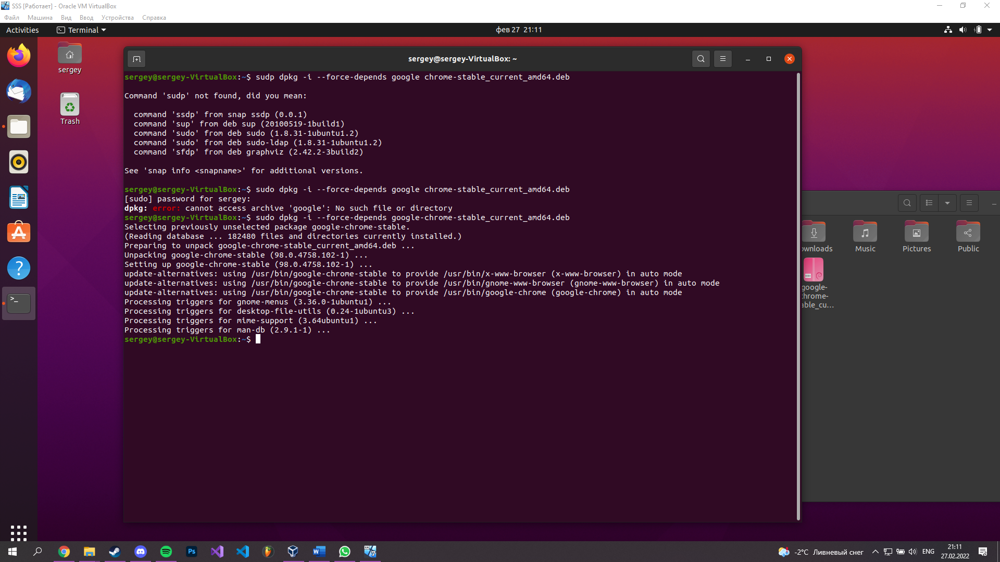 SSS [Работает] - Oracle VM VirtualBox
Файл Машина Вид Ввод Устройства Справка
Activities Terminal фев 27 21:11
sergey
Trash
sergey@sergey-VirtualBox: ~
sergey@sergey-VirtualBox:~$ sudp dpkg -i --force-depends google chrome-stable_current_amd64.deb
Command 'sudp' not found, did you mean:
command 'ssdp' from snap ssdp (0.0.1)
command 'sup' from deb sup (20100519-1build1)
command 'sudo' from deb sudo (1.8.31-1ubuntu1.2)
command 'sudo' from deb sudo-ldap (1.8.31-1ubuntu1.2)
command 'sfdp' from deb graphviz (2.42.2-3build2)
See 'snap info <snapname>' for additional versions.
sergey@sergey-VirtualBox:~$ sudo dpkg -i --force-depends google chrome-stable_current_amd64.deb
[sudo] password for sergey:
dpkg: error: cannot access archive 'google': No such file or directory
sergey@sergey-VirtualBox:~$ sudo dpkg -i --force-depends google-chrome-stable_current_amd64.deb
Selecting previously unselected package google-chrome-stable.
(Reading database ... 182480 files and directories currently installed.)
Preparing to unpack google-chrome-stable_current_amd64.deb ...
Unpacking google-chrome-stable (98.0.4758.102-1) ...
Setting up google-chrome-stable (98.0.4758.102-1) ...
update-alternatives: using /usr/bin/google-chrome-stable to provide /usr/bin/x-www-browser (x-www-browser) in auto mode
update-alternatives: using /usr/bin/google-chrome-stable to provide /usr/bin/gnome-www-browser (gnome-www-browser) in auto mode
update-alternatives: using /usr/bin/google-chrome-stable to provide /usr/bin/google-chrome (google-chrome) in auto mode
Processing triggers for gnome-menus (3.36.0-1ubuntu1) ...
Processing triggers for desktop-file-utils (0.24-1ubuntu3) ...
Processing triggers for mime-support (3.64ubuntu1) ...
Processing triggers for man-db (2.9.1-1) ...
sergey@sergey-VirtualBox:~$
ownloads Music Pictures Public
google-
chrome-
able_cu...
Ps
-2°C Ливневый снег ENG 21:11
27.02.2022